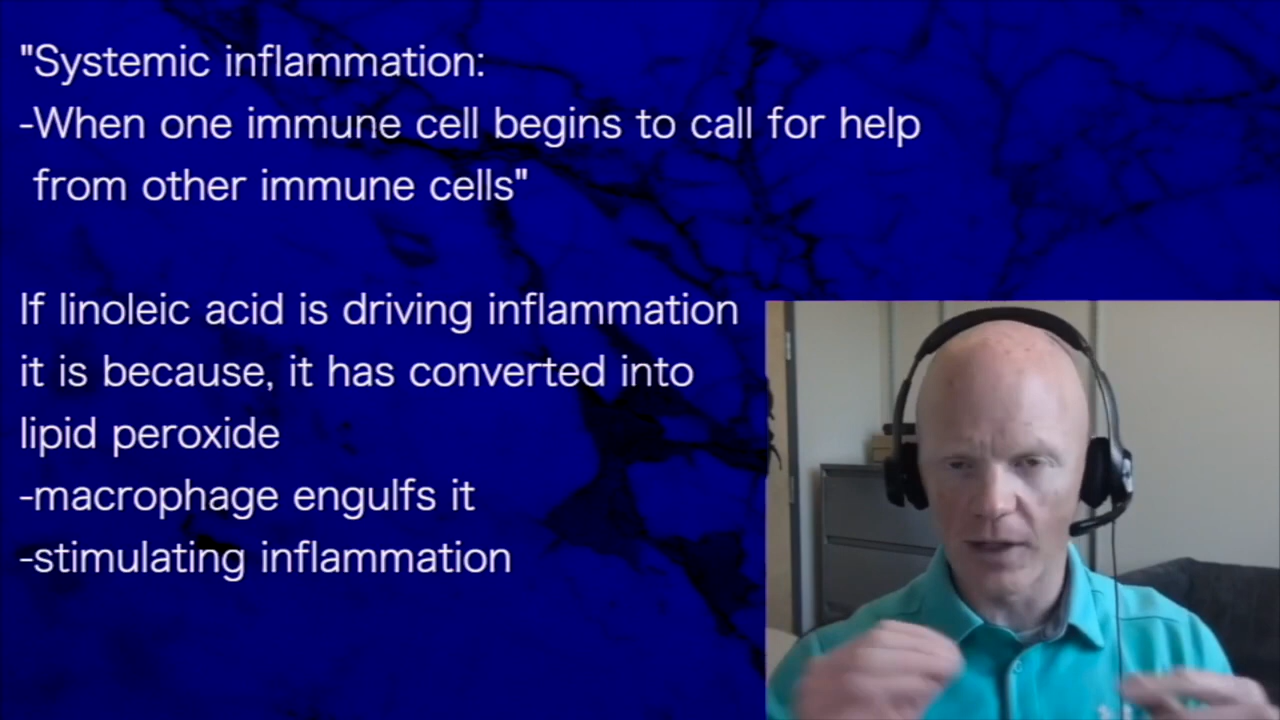 "Systemic inflammation:
-When one immune cell begins to call for help
from other immune cells"
If linoleic acid is driving inflammation
it is because, it has converted into
lipid peroxide
-macrophage engulfs it
-stimulating inflammation